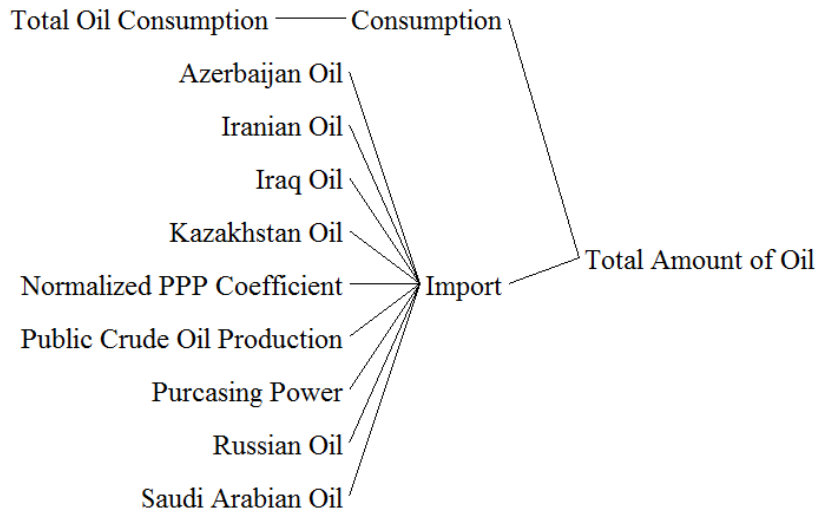 Total Oil Consumption
Consumption
Azerbaijan Oil
Iranian Oil
Iraq Oil
Kazakhstan Oil
Normalized PPP Coefficient
Public Crude Oil Production
Purcasing Power
Russian Oil
Saudi Arabian Oil
Import
Total Amount of Oil